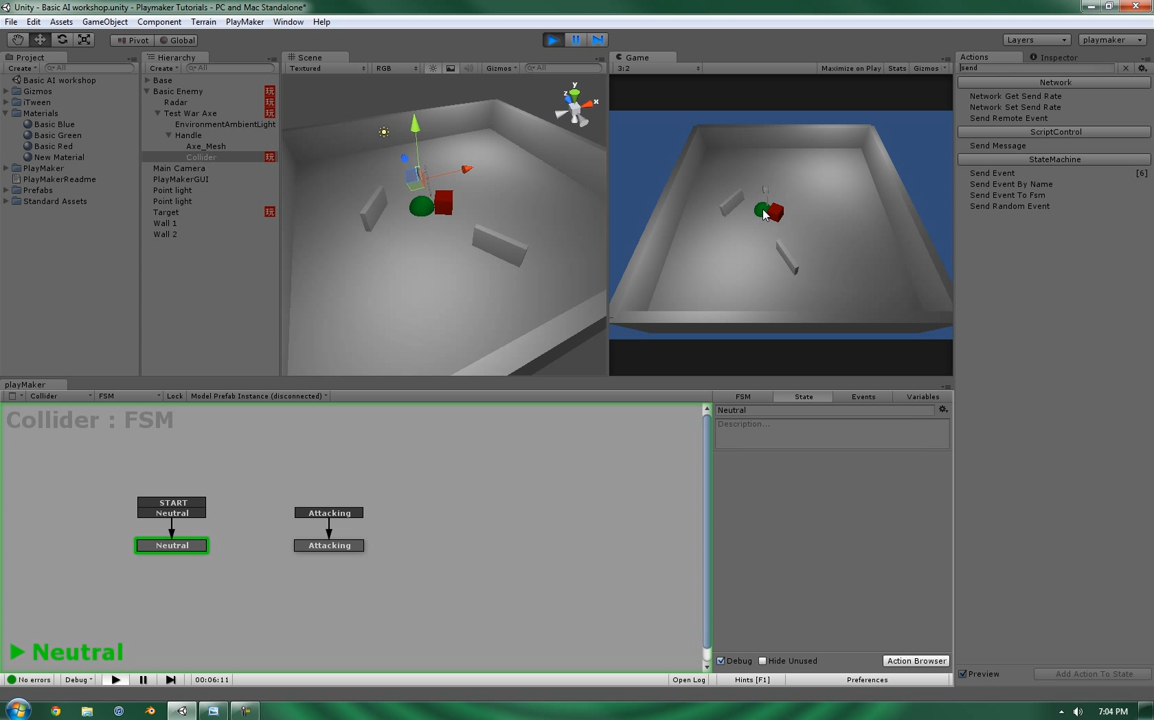 Unity - Basic AI workshop.unity - Playmaker Tutorials - PC and Mac Standalone*
File Edit Assets GameObject Component Terrain PlayMaker Window Help
Pivot Global Layers playmaker
Project Hierarchy Scene Game Actions Inspector
Create All Create All Textured RGB Gizmos All 3:2 Maximize on Play Stats Gizmos send
Basic AI workshop
Gizmos
iTween
Materials
Basic Blue
Basic Green
Basic Red
New Material
PlayMaker
PlayMakerReadme
Prefabs
Standard Assets
Base
Basic Enemy
Radar
Test War Axe
EnvironmentAmbientLight
Handle
Axe_Mesh
Collider
Main Camera
PlayMakerGUI
Point light
Point light
Target
Wall 1
Wall 2
y
x
z
Network
Network Get Send Rate
Network Set Send Rate
Send Remote Event
ScriptControl
Send Message
StateMachine
Send Event [6]
Send Event By Name
Send Event To Fsm
Send Random Event
playMaker
Collider FSM Lock Model Prefab Instance (disconnected) FSM State Events Variables
Collider : FSM
START
Neutral
Neutral
Attacking
Attacking
Neutral
Neutral
Description...
Debug Hide Unused Action Browser
Preview Add Action To State
No errors Debug 00:06:11 Open Log Hints [F1] Preferences
7:04 PM